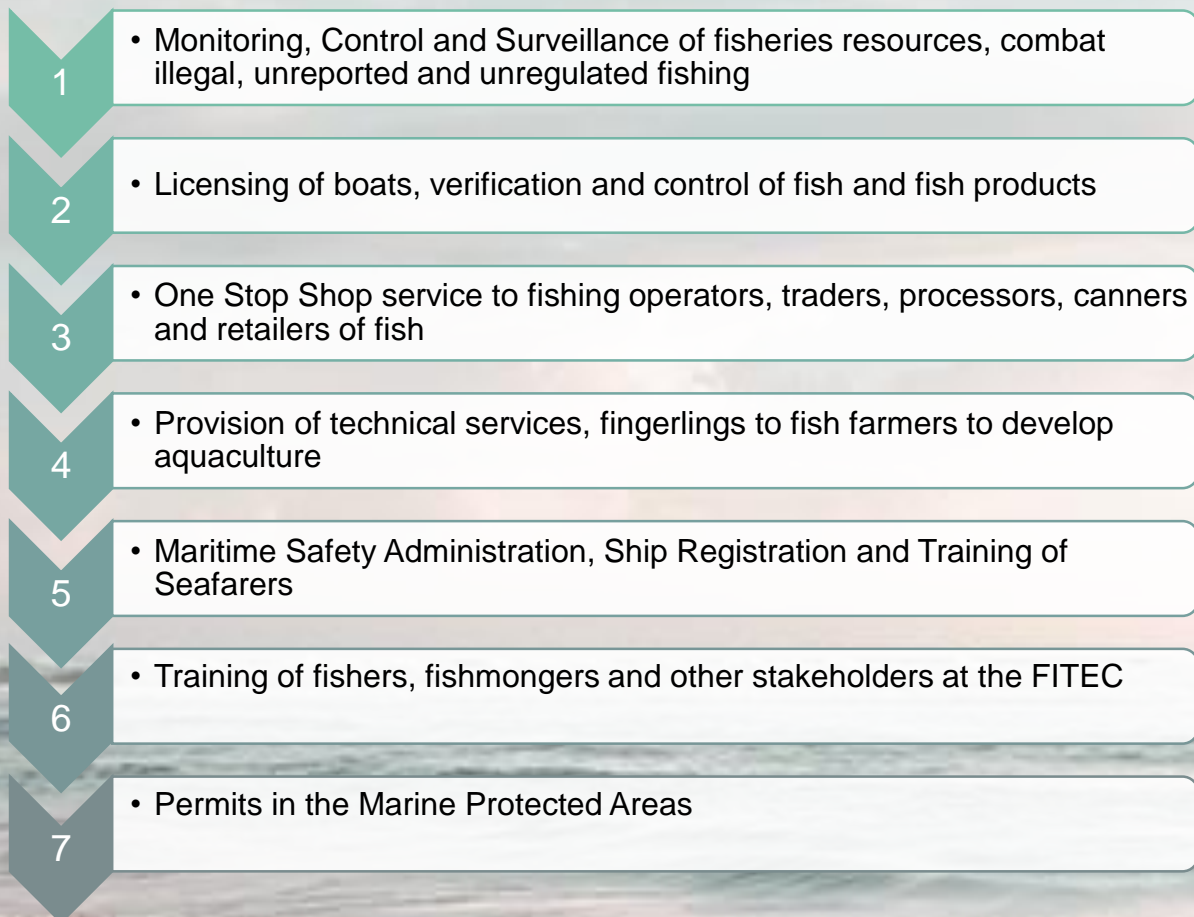 1
• Monitoring, Control and Surveillance of fisheries resources, combat
illegal, unreported and unregulated fishing
2
• Licensing of boats, verification and control of fish and fish products
3
• One Stop Shop service to fishing operators, traders, processors, canners
and retailers of fish
4
• Provision of technical services, fingerlings to fish farmers to develop
aquaculture
5
• Maritime Safety Administration, Ship Registration and Training of
Seafarers
6
• Training of fishers, fishmongers and other stakeholders at the FITEC
7
• Permits in the Marine Protected Areas